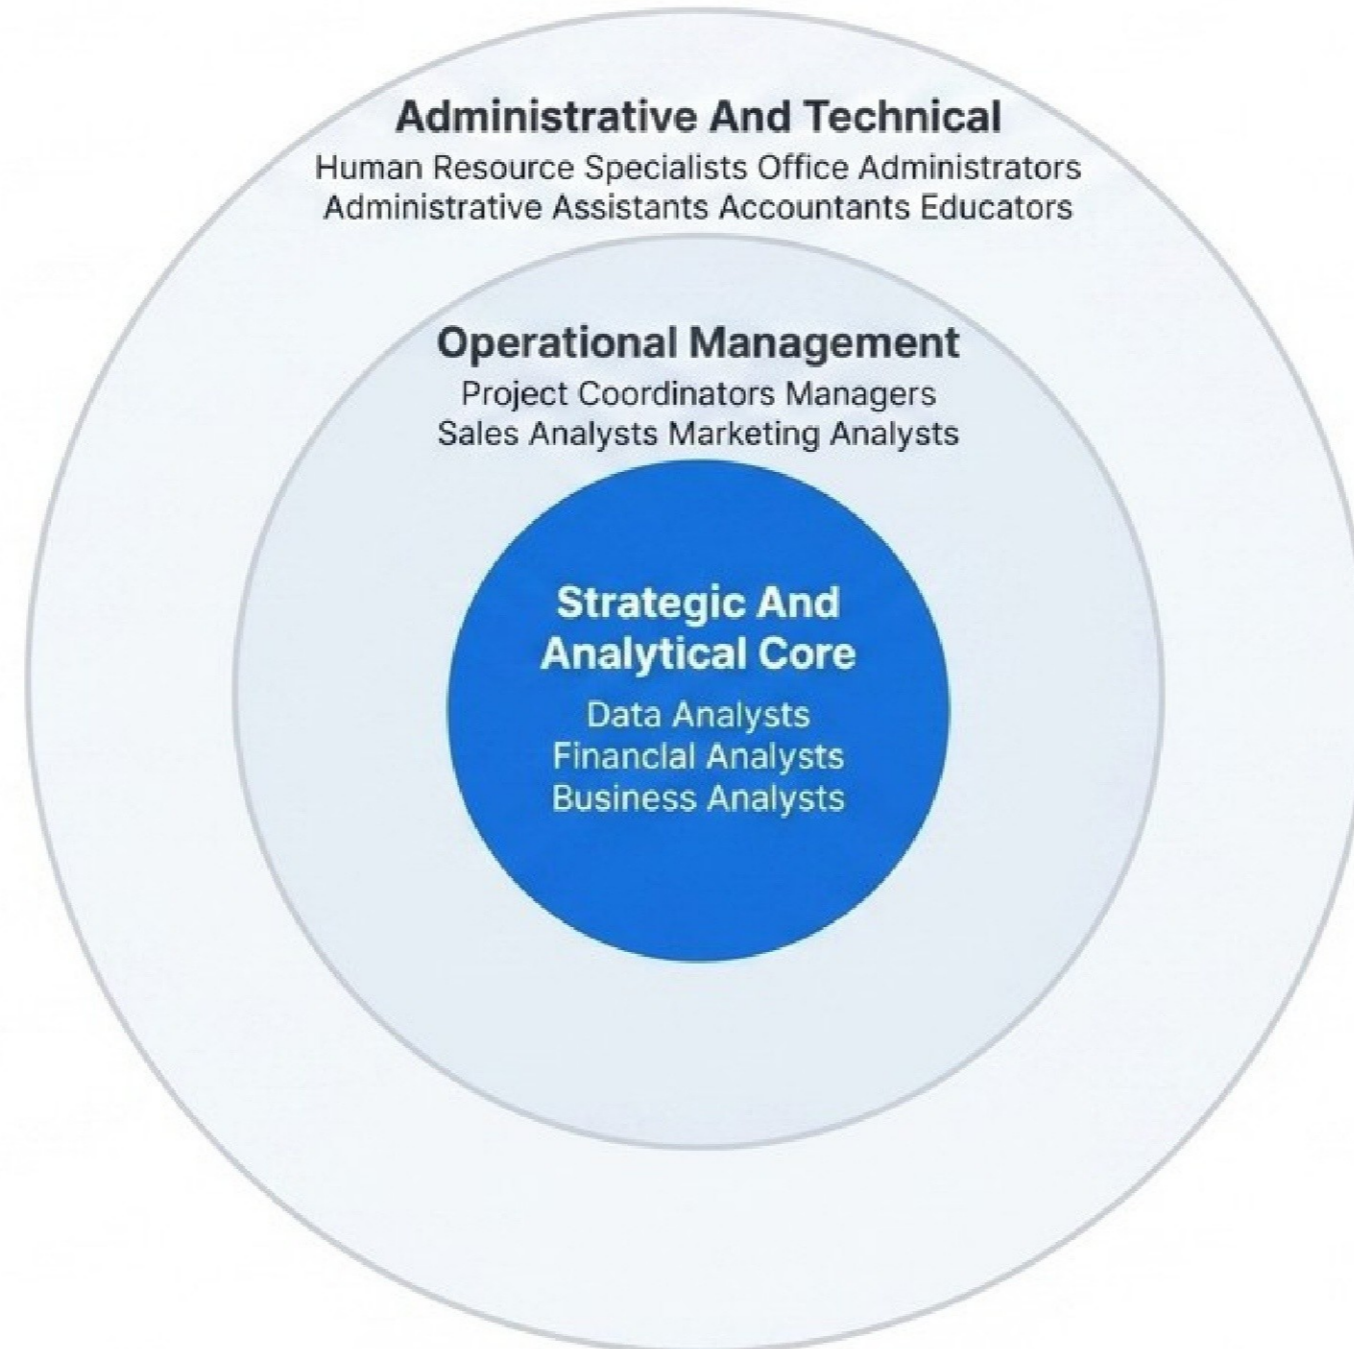 Administrative And Technical
Human Resource Specialists Office Administrators
Administrative Assistants Accountants Educators
Operational Management
Project Coordinators Managers
Sales Analysts Marketing Analysts
Strategic And
Analytical Core
Data Analysts
Financlal Analysts
Business Analysts